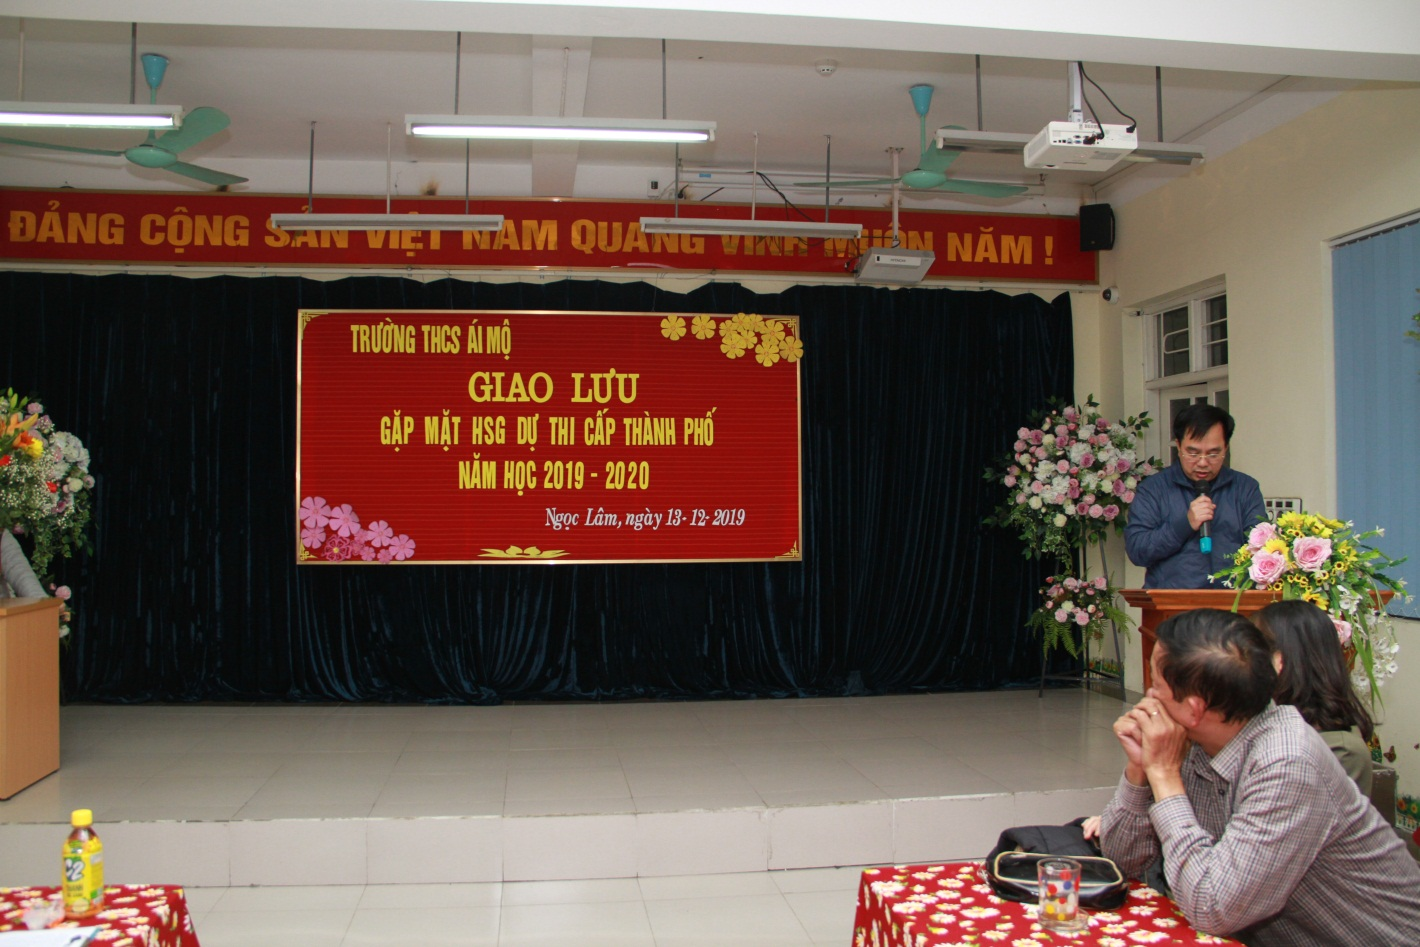 ĐẢNG CỘNG SẢN VIỆT NAM QUANG VINH MUÔN NĂM !
TRƯỜNG THCS ÁI MỘ
GIAO LƯU
GẶP MẶT HSG DỰ THI CẤP THÀNH PHỐ
NĂM HỌC 2019 - 2020
Ngọc Lâm, ngày 13- 12- 2019
C2